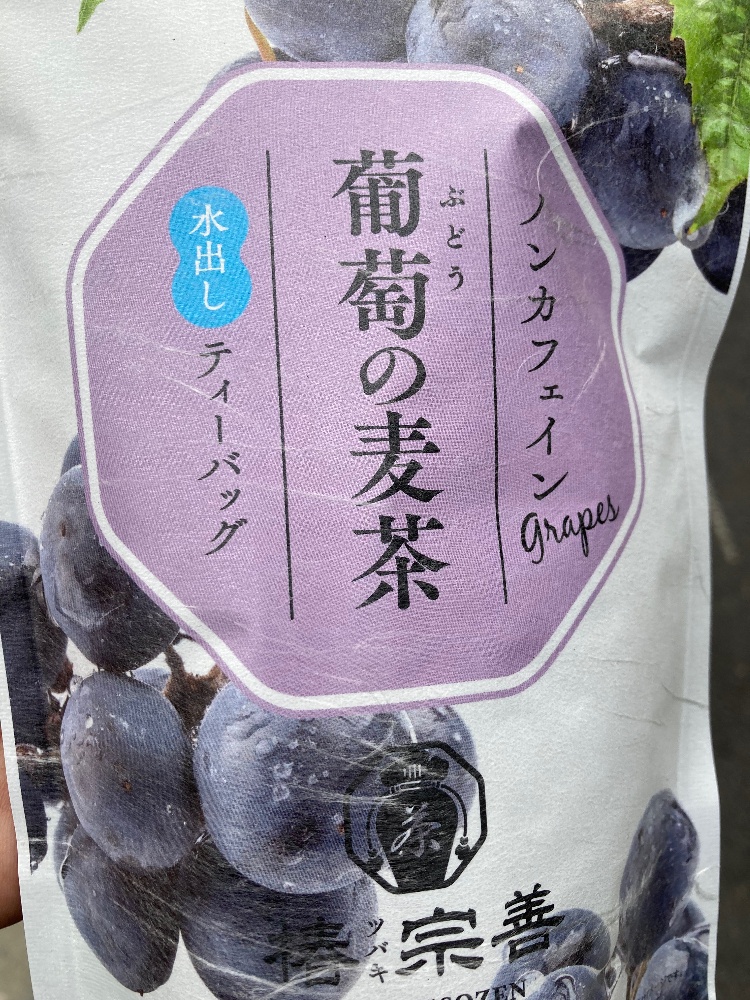 ノンカフェイン
Grapes
ぶどう
葡萄の麦茶
水出し
ティーバッグ
茶
椿宗善
ツバキ